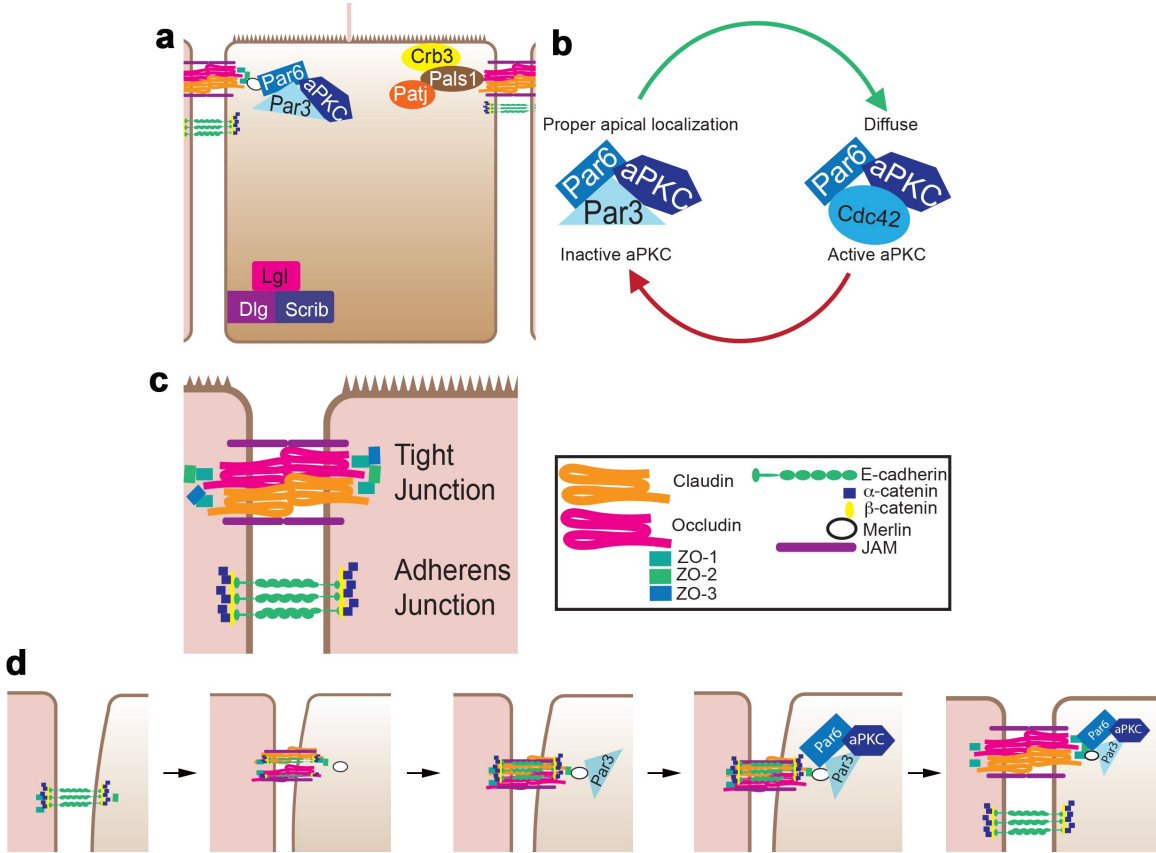 a
Crb3
Pals1
Patj
Par6
aPKC
Par3
Lgl
Dlg Scrib
b
Proper apical localization
Diffuse
Par6
aPKC
Par3
Par6
aPKC
Cdc42
Inactive aPKC
Active aPKC
c
Tight
Junction
Adherens
Junction
Claudin
Occludin
ZO-1
ZO-2
ZO-3
E-cadherin
α-catenin
β-catenin
Merlin
JAM
d
Par3
Par6
aPKC
Par3
Par6
aPKC
Par3